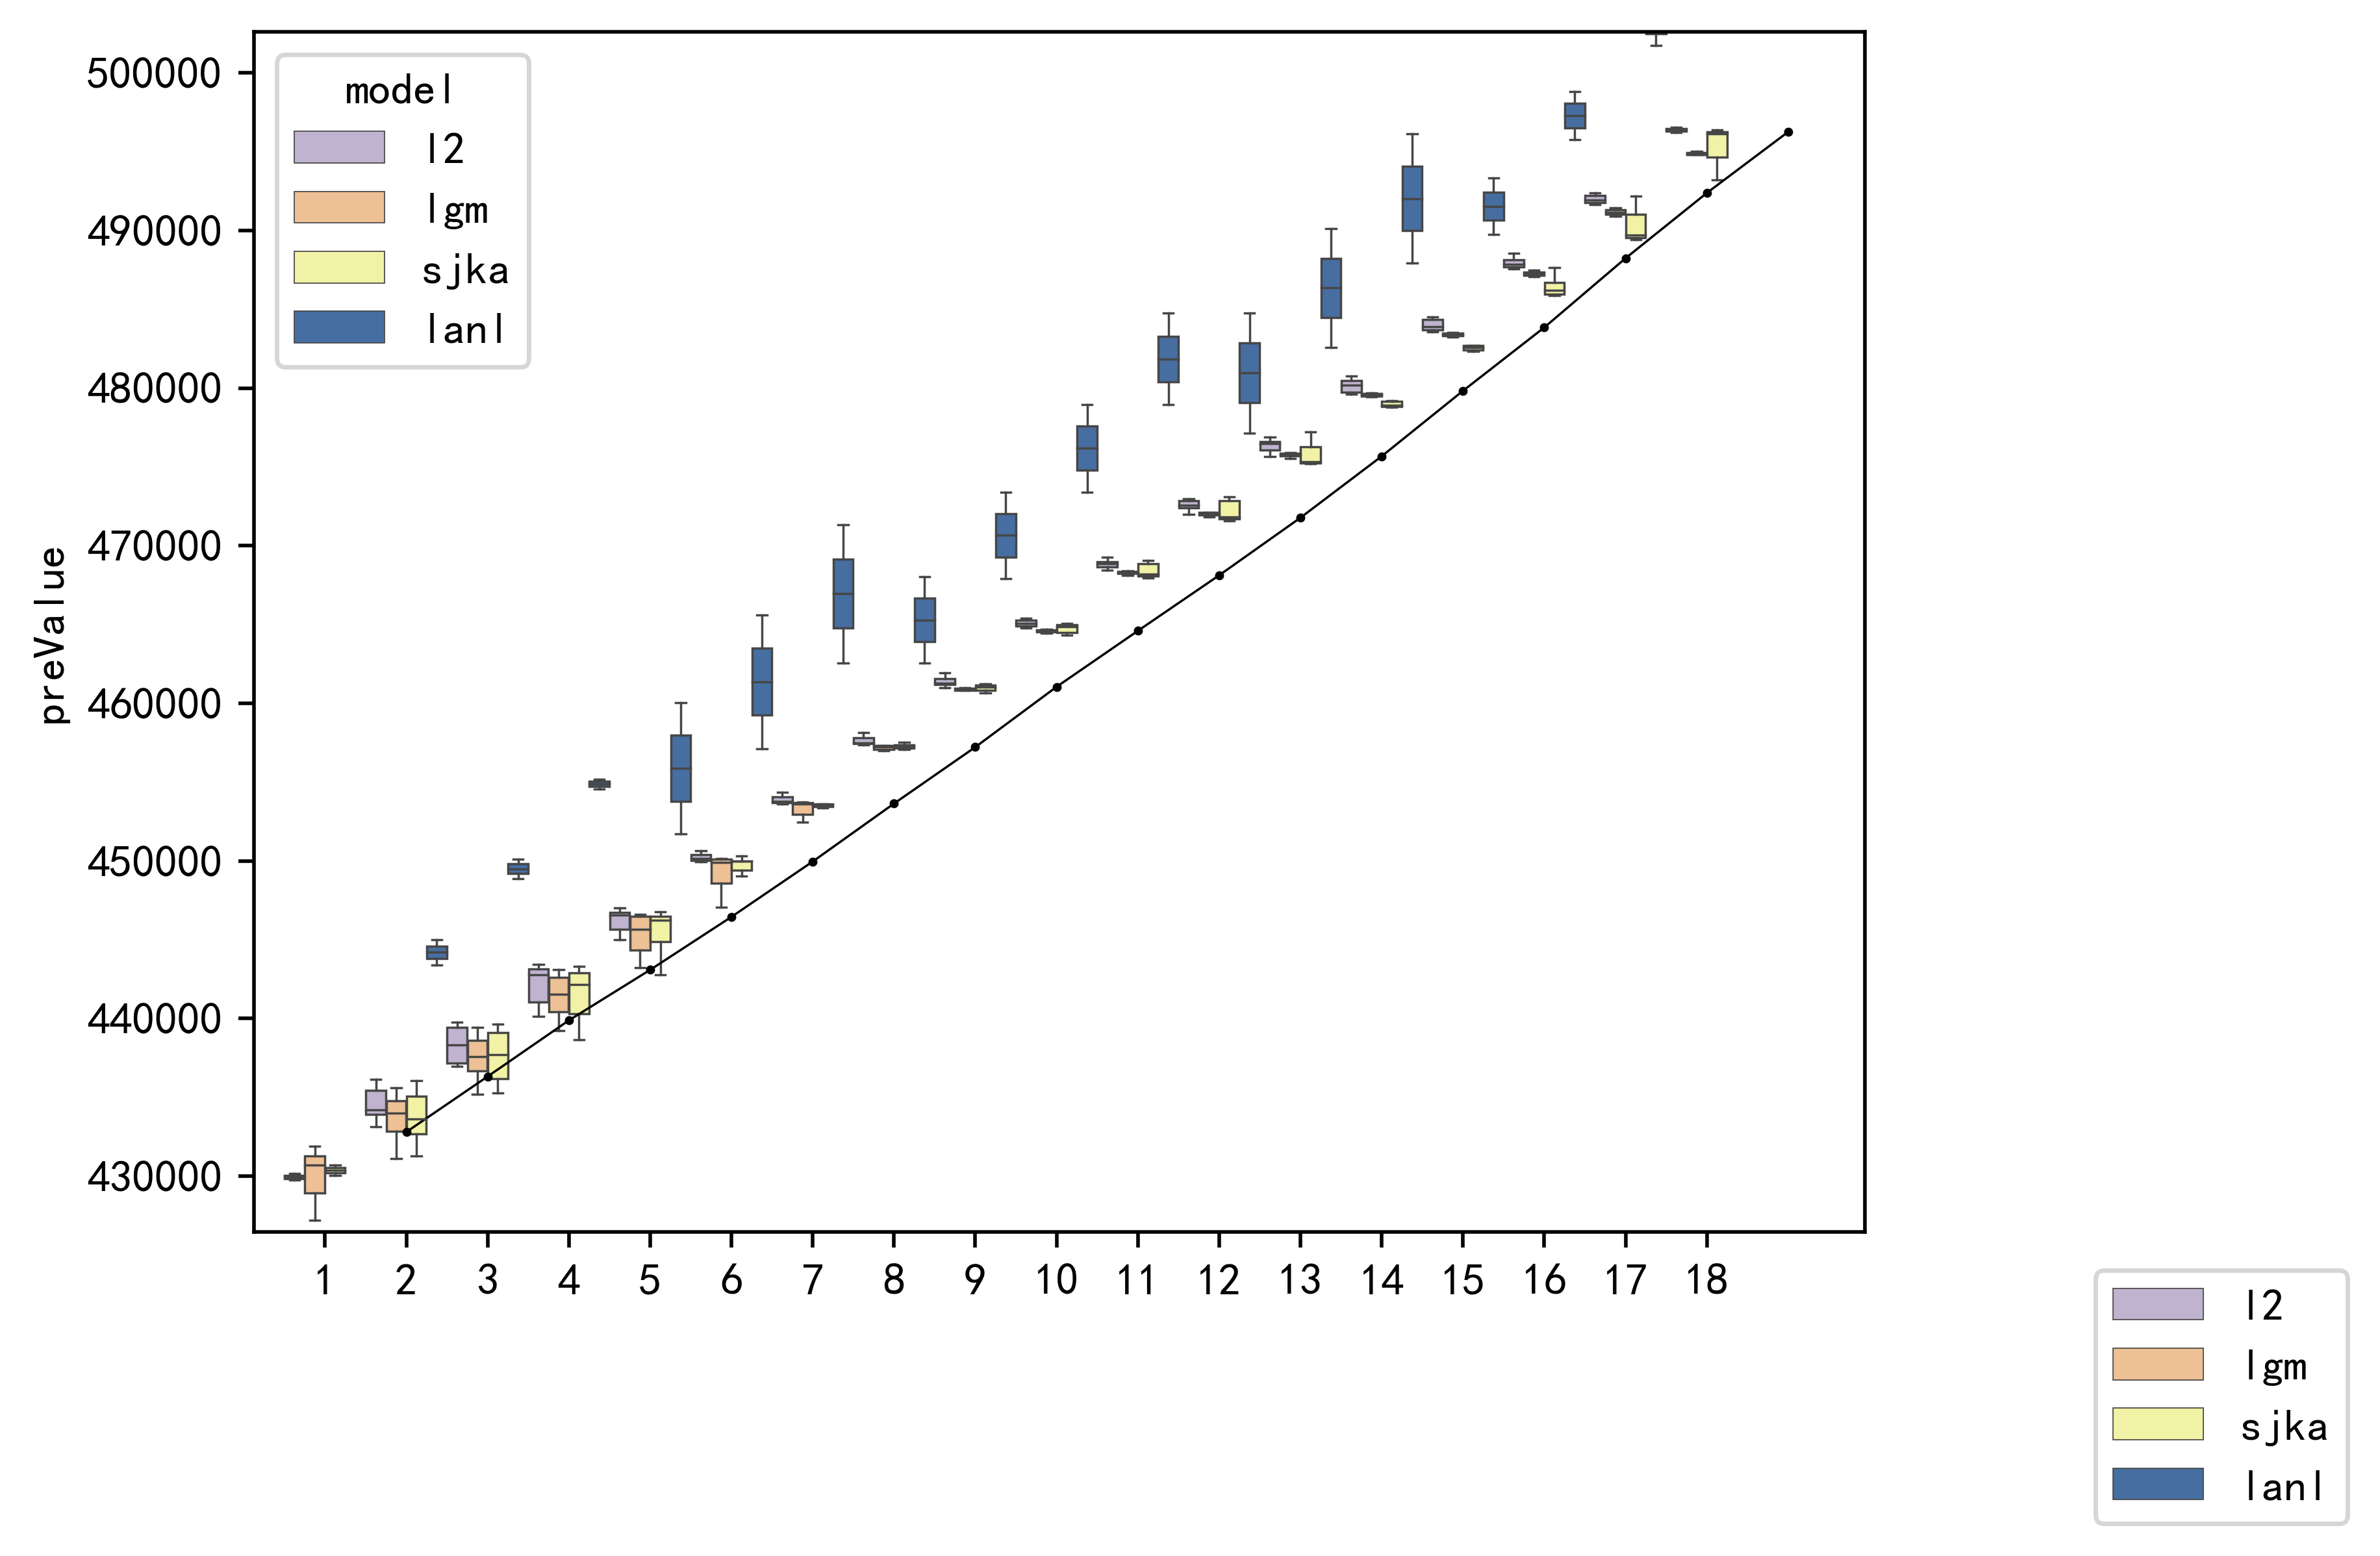 preValue
500000
490000
480000
470000
460000
450000
440000
430000
model
l2
lgm
sjka
lanl
1 2 3 4 5 6 7 8 9 10 11 12 13 14 15 16 17 18
l2
lgm
sjka
lanl